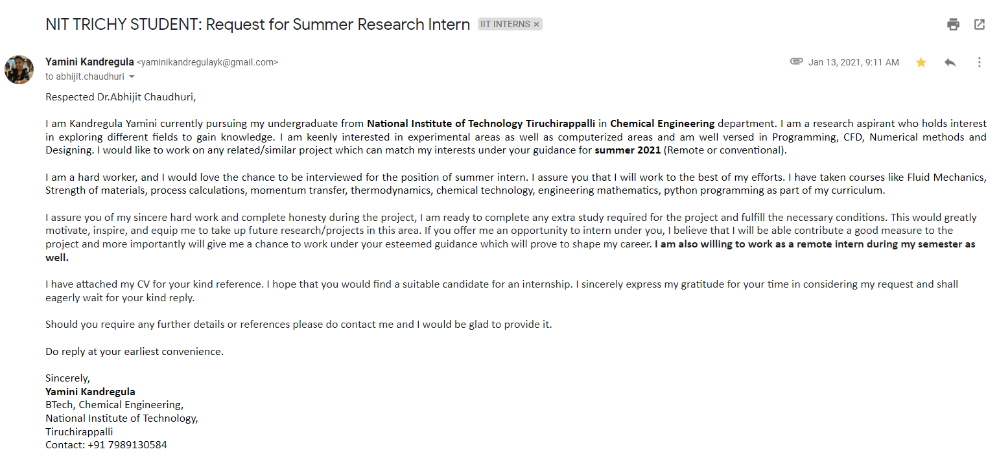 NIT TRICHY STUDENT: Request for Summer Research Intern IIT INTERNS ×
Yamini Kandregula <yaminikandregulayk@gmail.com> Jan 13, 2021, 9:11 AM
to abhijit.chaudhuri
Respected Dr.Abhijit Chaudhuri,
I am Kandregula Yamini currently pursuing my undergraduate from National Institute of Technology Tiruchirappalli in Chemical Engineering department. I am a research aspirant who holds interest
in exploring different fields to gain knowledge. I am keenly interested in experimental areas as well as computerized areas and am well versed in Programming, CFD, Numerical methods and
Designing. I would like to work on any related/similar project which can match my interests under your guidance for summer 2021 (Remote or conventional).
I am a hard worker, and I would love the chance to be interviewed for the position of summer intern. I assure you that I will work to the best of my efforts. I have taken courses like Fluid Mechanics,
Strength of materials, process calculations, momentum transfer, thermodynamics, chemical technology, engineering mathematics, python programming as part of my curriculum.
I assure you of my sincere hard work and complete honesty during the project, I am ready to complete any extra study required for the project and fulfill the necessary conditions. This would greatly
motivate, inspire, and equip me to take up future research/projects in this area. If you offer me an opportunity to intern under you, I believe that I will be able contribute a good measure to the
project and more importantly will give me a chance to work under your esteemed guidance which will prove to shape my career. I am also willing to work as a remote intern during my semester as
well.
I have attached my CV for your kind reference. I hope that you would find a suitable candidate for an internship. I sincerely express my gratitude for your time in considering my request and shall
eagerly wait for your kind reply.
Should you require any further details or references please do contact me and I would be glad to provide it.
Do reply at your earliest convenience.
Sincerely,
Yamini Kandregula
BTech, Chemical Engineering,
National Institute of Technology,
Tiruchirappalli
Contact: +91 7989130584